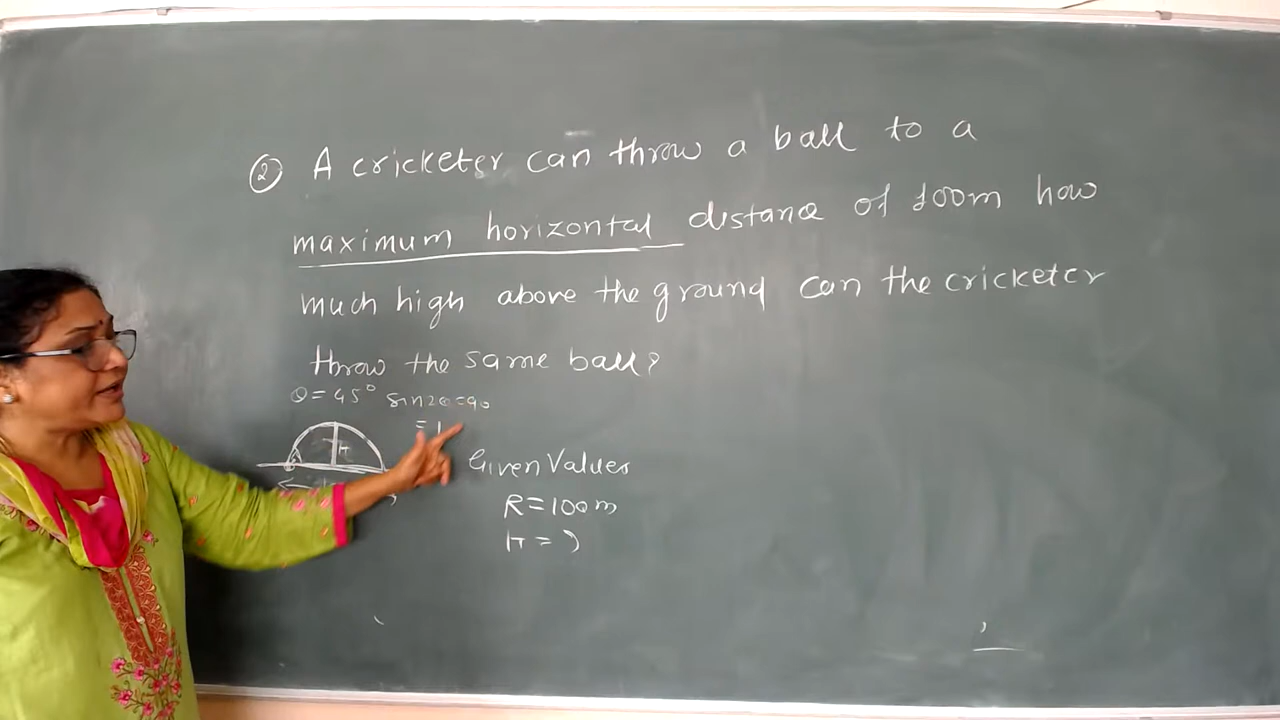 ② A cricketer can throw a ball to a
maximum horizontal distance of 100m how
much high above the ground can the cricketer
throw the same ball?
θ = 45° sin2θ=90
= 1
H
Given Values
R = 100m
H = ?